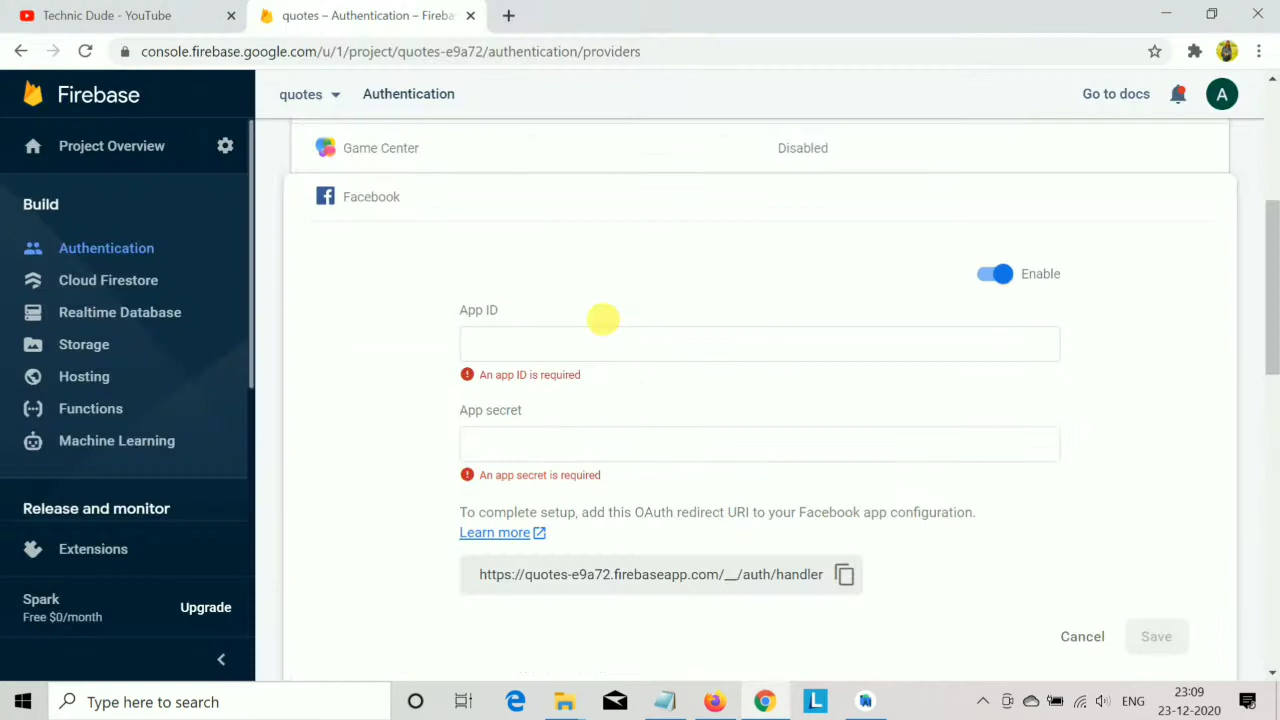 Technic Dude - YouTube
quotes – Authentication – Fireba
console.firebase.google.com/u/1/project/quotes-e9a72/authentication/providers
Firebase
quotes
Authentication
Go to docs
A
Project Overview
Build
Authentication
Cloud Firestore
Realtime Database
Storage
Hosting
Functions
Machine Learning
Release and monitor
Extensions
Spark
Free $0/month
Upgrade
Game Center
Disabled
Facebook
Enable
App ID
An app ID is required
App secret
An app secret is required
To complete setup, add this OAuth redirect URI to your Facebook app configuration.
Learn more
https://quotes-e9a72.firebaseapp.com/__/auth/handler
Cancel
Save
Type here to search
L
ENG
23:09
23-12-2020